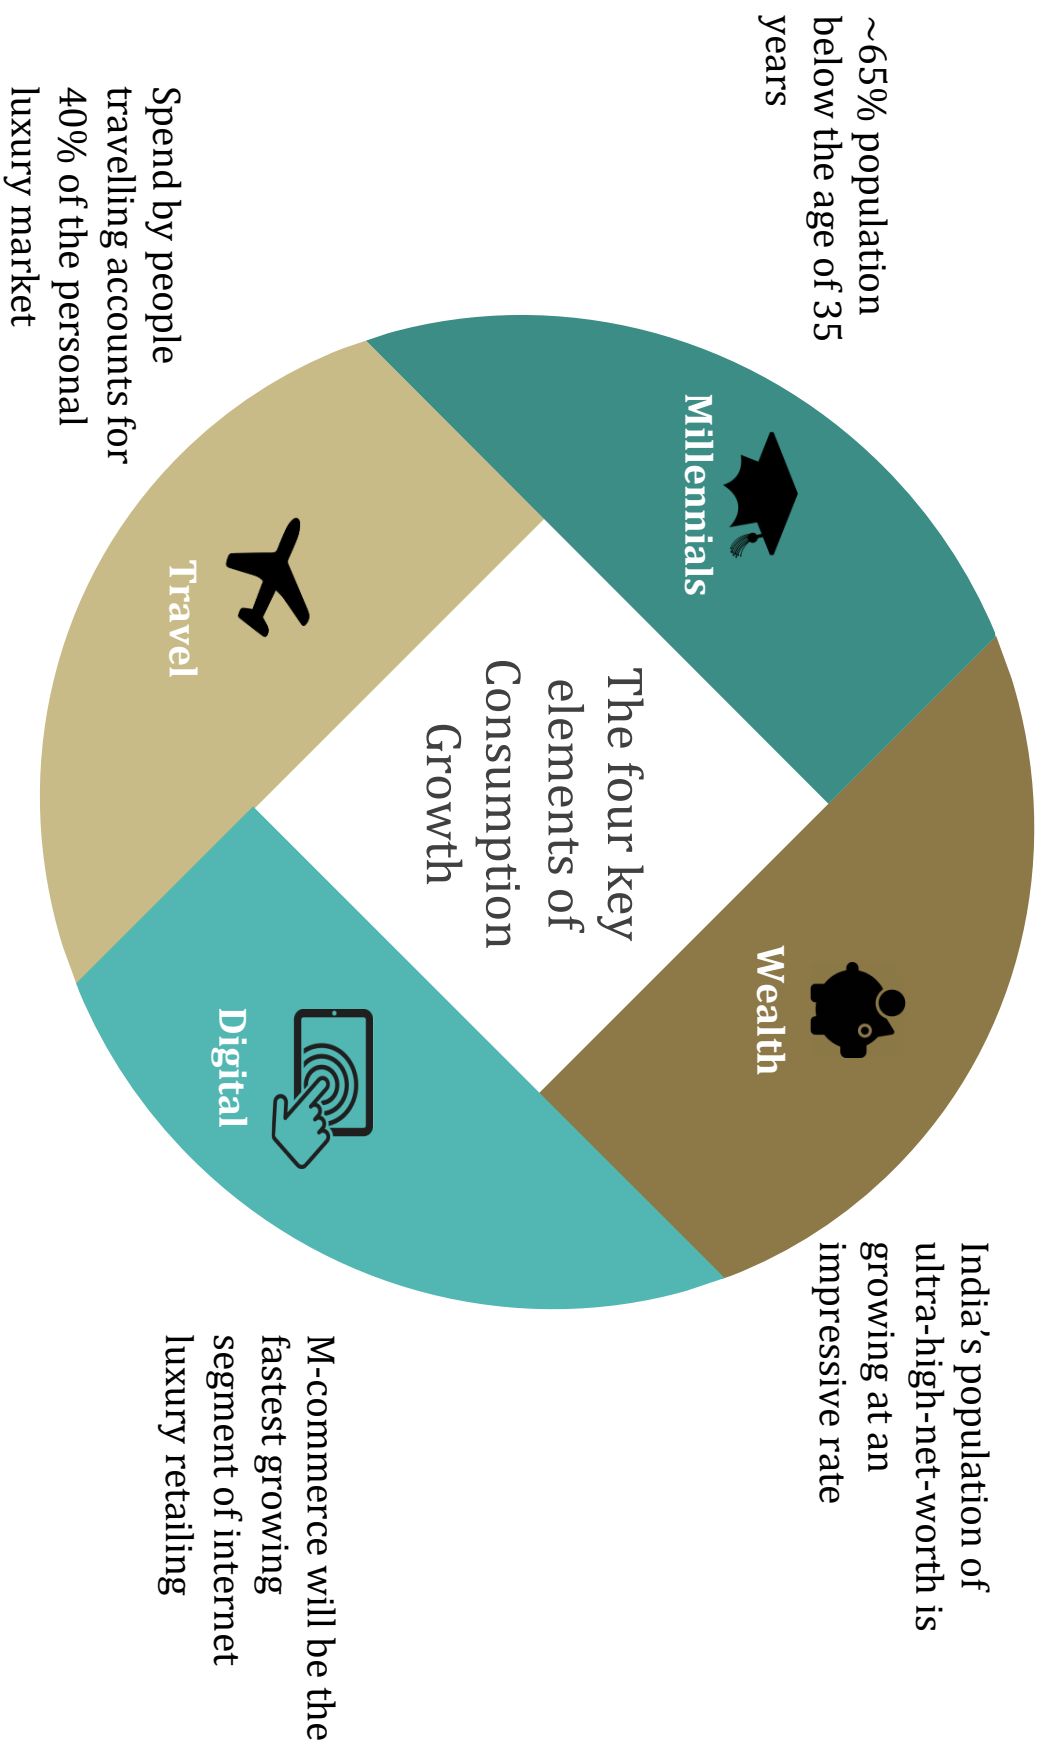 ~65% population
below the age of 35
years
Millennials
India’s population of
ultra-high-net-worth is
growing at an
impressive rate
Wealth
The four key
elements of
Consumption
Growth
Spend by people
travelling accounts for
40% of the personal
luxury market
Travel
Digital
M-commerce will be the
fastest growing
segment of internet
luxury retailing